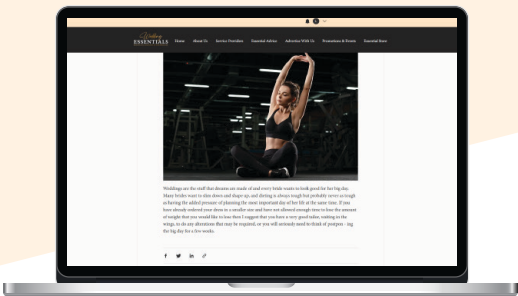 Wedding
ESSENTIALS
Home About Us Service Providers Essential Advice Advertise With Us Promotions & Events Essential Store
Weddings are the stuff that dreams are made of and every bride wants to look good for her big day.
Many brides want to slim down and shape up, and dieting is always tough but probably never as tough
as having the added pressure of planning the most important day of her life at the same time. If you
have already ordered your dress in a smaller size and have not allowed enough time to lose the amount
of weight that you would like to lose then I suggest that you have a very good tailor, waiting in the
wings, to do any alterations that may be required, or you will seriously need to think of postpon - ing
the big day for a few weeks.